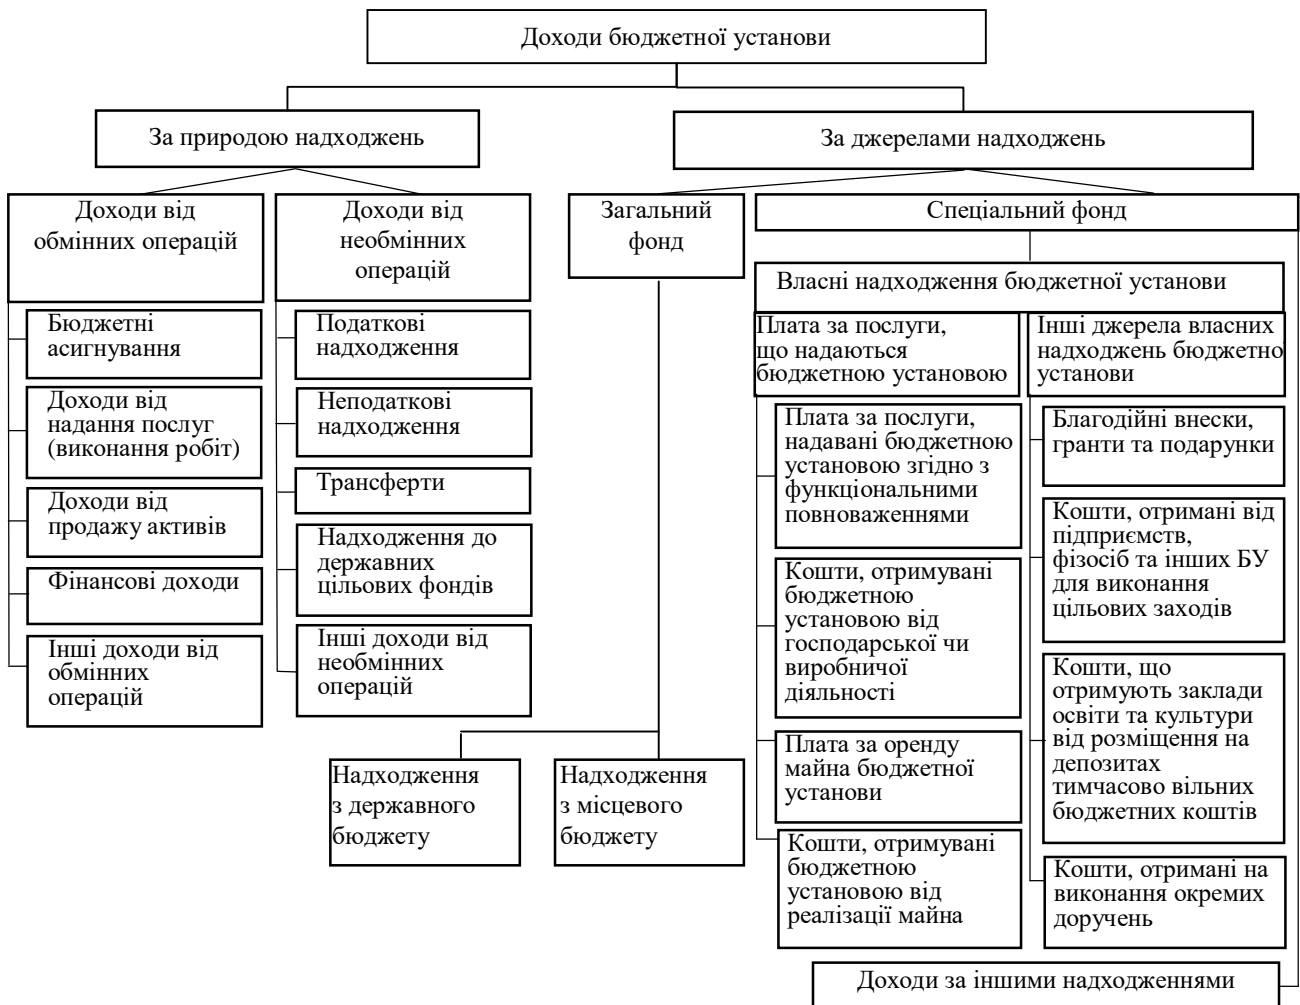 Доходи бюджетної установи
За природою надходжень
За джерелами надходжень
Доходи від
обмінних операцій
Доходи від
необмінних
операцій
Загальний
фонд
Спеціальний фонд
Бюджетні
асигнування
Доходи від
надання послуг
(виконання робіт)
Доходи від
продажу активів
Фінансові доходи
Інші доходи від
обмінних
операцій
Податкові
надходження
Неподаткові
надходження
Трансферти
Надходження до
державних
цільових фондів
Інші доходи від
необмінних
операцій
Надходження
з державного
бюджету
Надходження
з місцевого
бюджету
Власні надходження бюджетної установи
Плата за послуги,
що надаються
бюджетною установою
Плата за послуги,
надавані бюджетною
установою згідно з
функціональними
повноваженнями
Кошти, отримувані
бюджетною
установою від
господарської чи
виробничої
діяльності
Плата за оренду
майна бюджетної
установи
Кошти, отримувані
бюджетною
установою від
реалізації майна
Інші джерела власних
надходжень бюджетно
установи
Благодійні внески,
гранти та подарунки
Кошти, отримані від
підприємств,
фізосіб та інших БУ
для виконання
цільових заходів
Кошти, що
отримують заклади
освіти та культури
від розміщення на
депозитах
тимчасово вільних
бюджетних коштів
Кошти, отримані на
виконання окремих
доручень
Доходи за іншими надходженнями